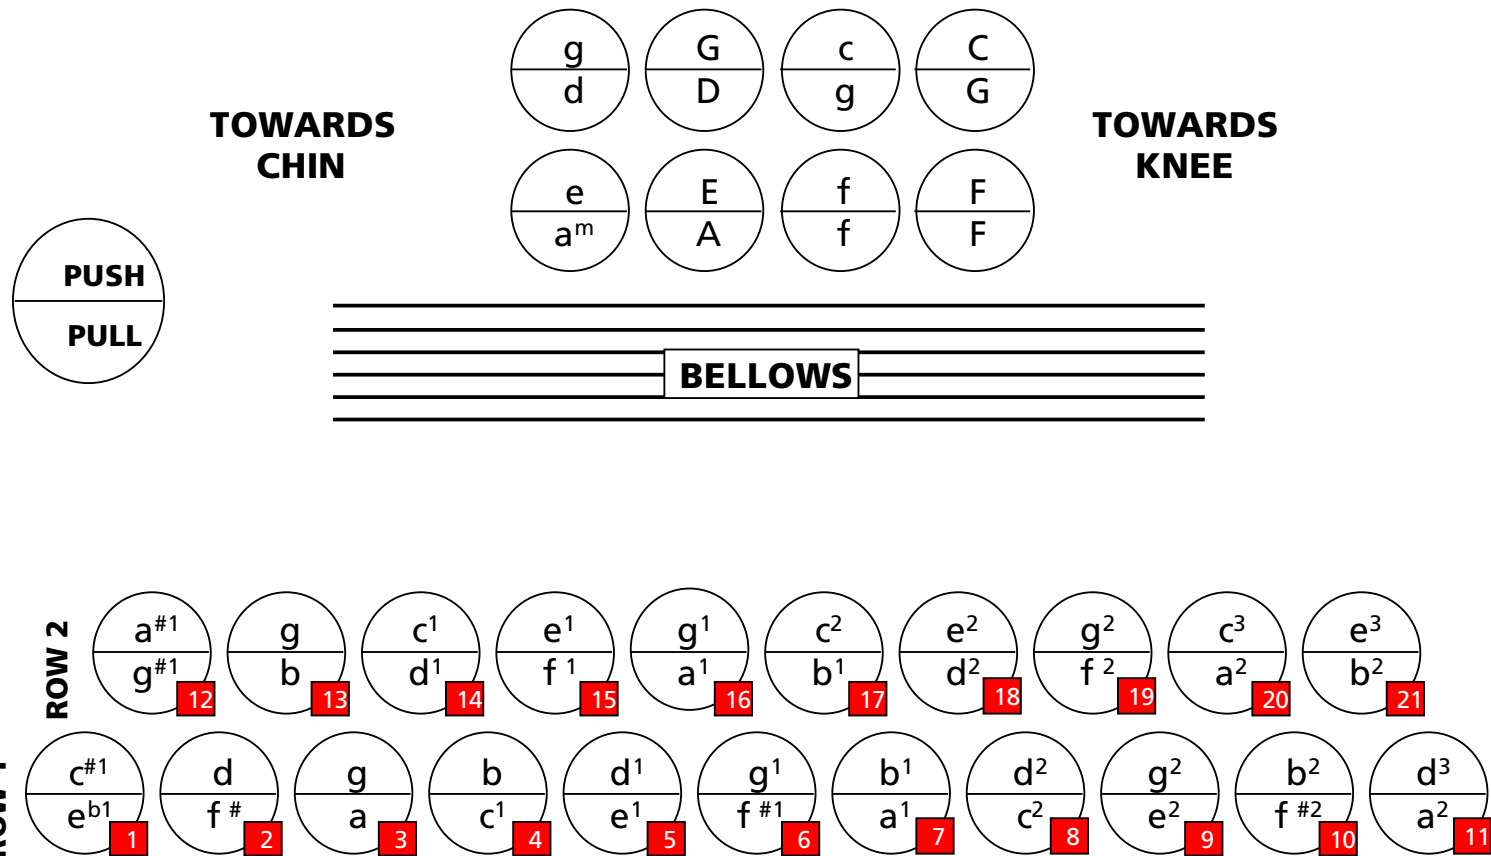 g G c C
d D g G
TOWARDS CHIN
TOWARDS KNEE
e E f F
aᵐ A f F
PUSH
PULL
BELLOWS
ROW 2
a#¹ g c¹ e¹ g¹ c² e² g² c³ e³
g#¹ b d¹ f¹ a¹ b¹ d² f² a² b²
12 13 14 15 16 17 18 19 20 21
c#¹ d g b d¹ g¹ b¹ d² g² b² d³
eᵇ¹ f# a c¹ e¹ f#¹ a¹ c² e² f#² a²
1 2 3 4 5 6 7 8 9 10 11